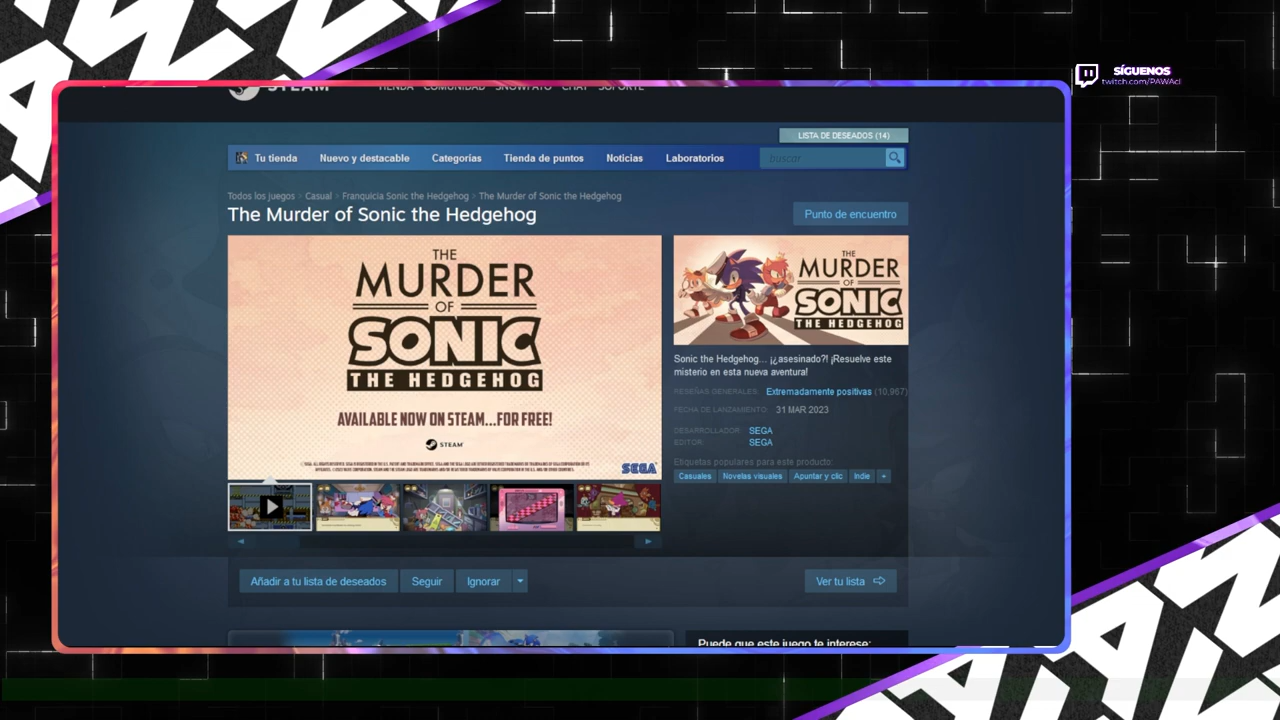 SÍGUENOS
twitch.com/PAWAcl
STEAM
TIENDA COMUNIDAD SNOWPATO CHAT SOPORTE
LISTA DE DESEADOS (14)
Tu tienda Nuevo y destacable Categorías Tienda de puntos Noticias Laboratorios buscar
Todos los juegos > Casual > Franquicia Sonic the Hedgehog > The Murder of Sonic the Hedgehog
The Murder of Sonic the Hedgehog
Punto de encuentro
THE
MURDER
OF
SONIC
THE HEDGEHOG
AVAILABLE NOW ON STEAM...FOR FREE!
STEAM
SEGA
THE
MURDER
OF
SONIC
THE HEDGEHOG
Sonic the Hedgehog... ¡¿asesinado?! ¡Resuelve este
misterio en esta nueva aventura!
RESEÑAS GENERALES: Extremadamente positivas (10,967)
FECHA DE LANZAMIENTO: 31 MAR 2023
DESARROLLADOR: SEGA
EDITOR: SEGA
Etiquetas populares para este producto:
Casuales Novelas visuales Apuntar y clic Indie +
Añadir a tu lista de deseados Seguir Ignorar Ver tu lista
Puede que este juego te interese: